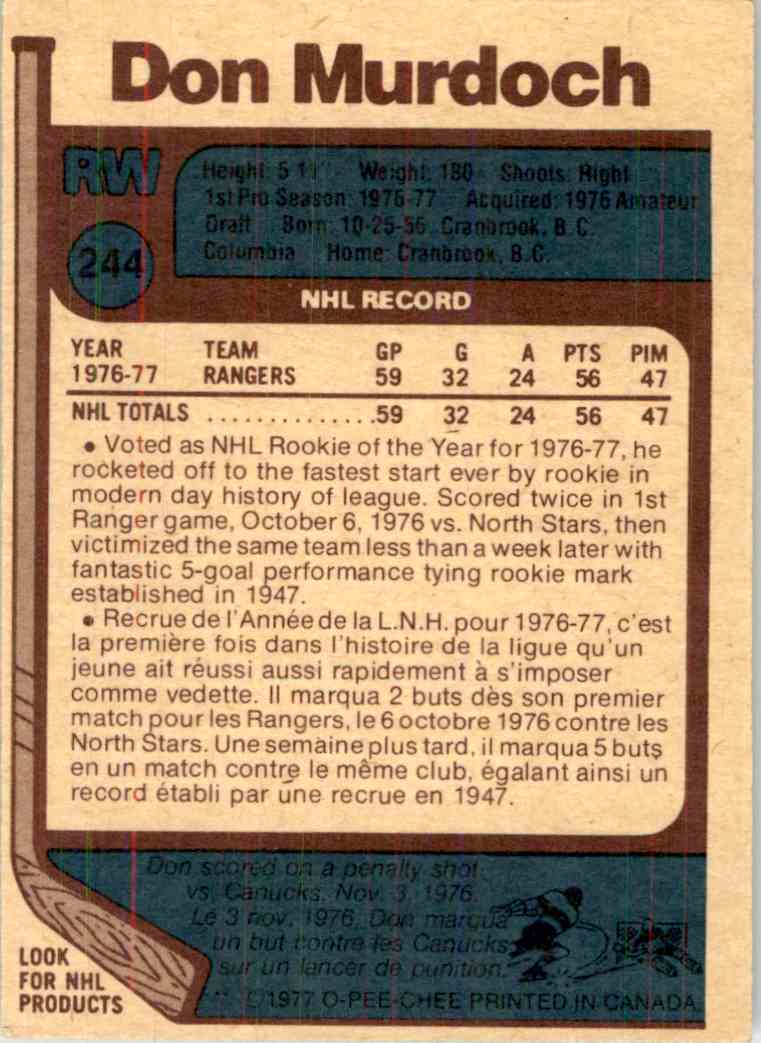 Don Murdoch
RW
Height: 5 11 Weight: 180 Shoots: Right
1st Pro Season: 1976-77 Acquired: 1976 Amateur
Draft Born: 10-25-56, Cranbrook, B.C.
Columbia Home: Cranbrook, B.C.
244
NHL RECORD
YEAR TEAM GP G A PTS PIM
1976-77 RANGERS 59 32 24 56 47
NHL TOTALS ...............59 32 24 56 47
• Voted as NHL Rookie of the Year for 1976-77, he
rocketed off to the fastest start ever by rookie in
modern day history of league. Scored twice in 1st
Ranger game, October 6, 1976 vs. North Stars, then
victimized the same team less than a week later with
fantastic 5-goal performance tying rookie mark
established in 1947.
• Recrue de l'Année de la L.N.H. pour 1976-77, c'est
la première fois dans l'histoire de la ligue qu'un
jeune ait réussi aussi rapidement à s'imposer
comme vedette. Il marqua 2 buts dès son premier
match pour les Rangers, le 6 octobre 1976 contre les
North Stars. Une semaine plus tard, il marqua 5 buts
en un match contre le même club, égalant ainsi un
record établi par une recrue en 1947.
Don scored on a penalty shot
vs. Canucks, Nov. 3, 1976.
Le 3 nov. 1976, Don marqua
un but contre les Canucks
sur un lancer de punition.
LOOK
FOR NHL
PRODUCTS
©1977 O-PEE-CHEE PRINTED IN CANADA